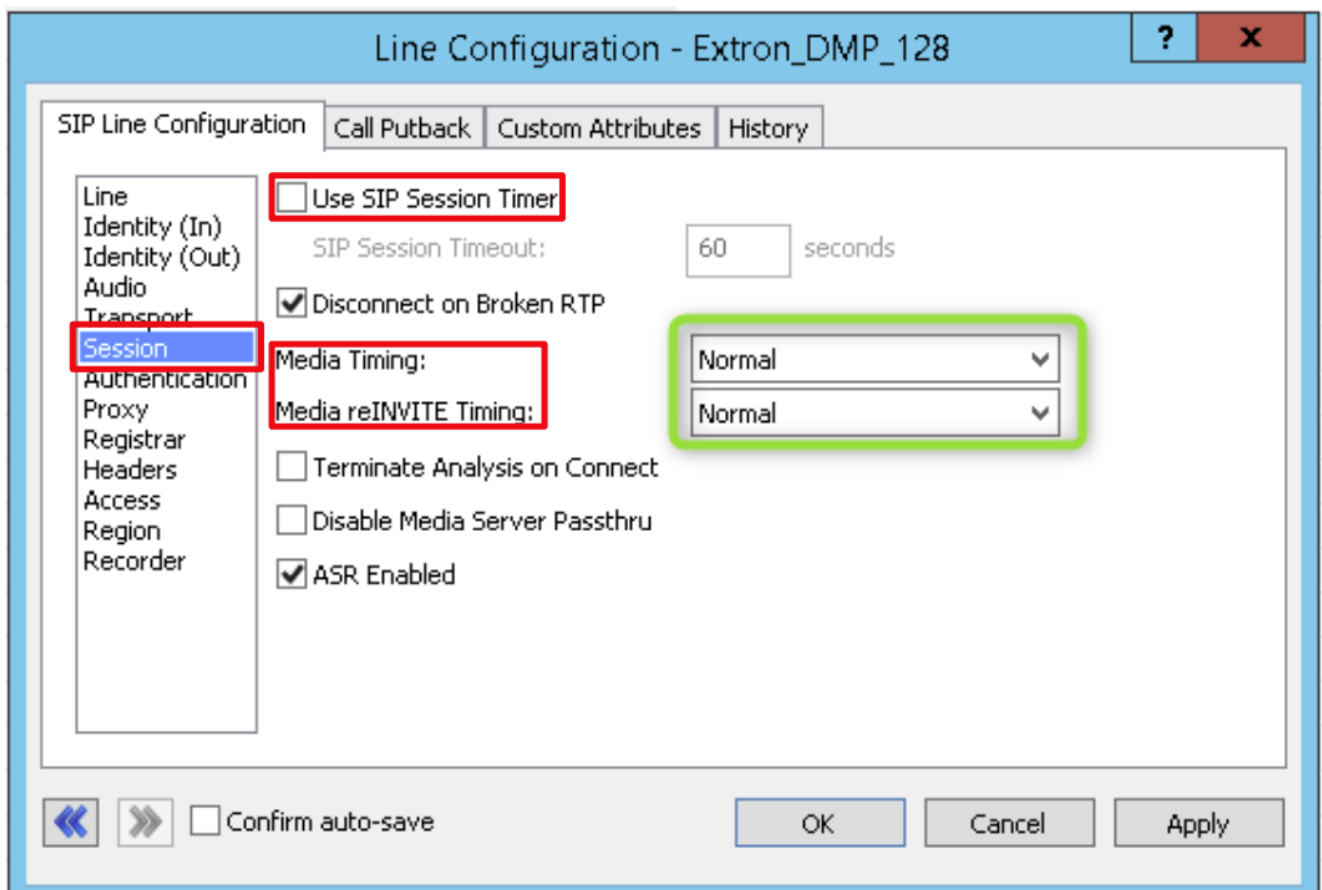 Line Configuration - Extron_DMP_128
? x
SIP Line Configuration Call Putback Custom Attributes History
Line
Identity (In)
Identity (Out)
Audio
Transport
Session
Authentication
Proxy
Registrar
Headers
Access
Region
Recorder
Use SIP Session Timer
SIP Session Timeout: 60 seconds
Disconnect on Broken RTP
Media Timing: Normal
Media reINVITE Timing: Normal
Terminate Analysis on Connect
Disable Media Server Passthru
ASR Enabled
Confirm auto-save OK Cancel Apply